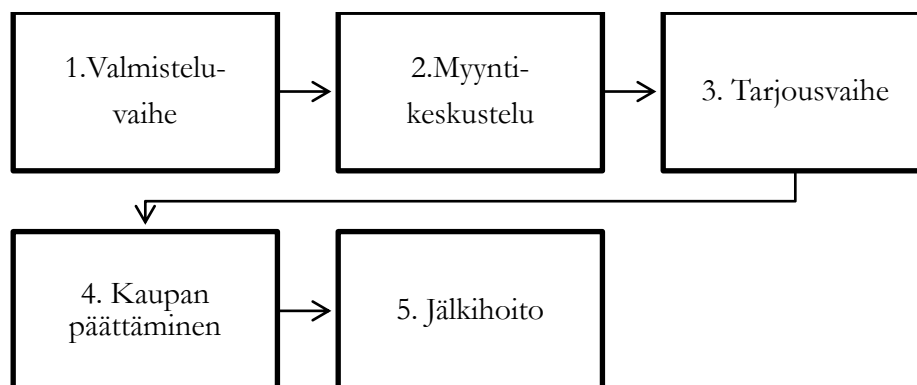 1.Valmistelu-
vaihe
2.Myynti-
keskustelu
3. Tarjousvaihe
4. Kaupan
päättäminen
5. Jälkihoito